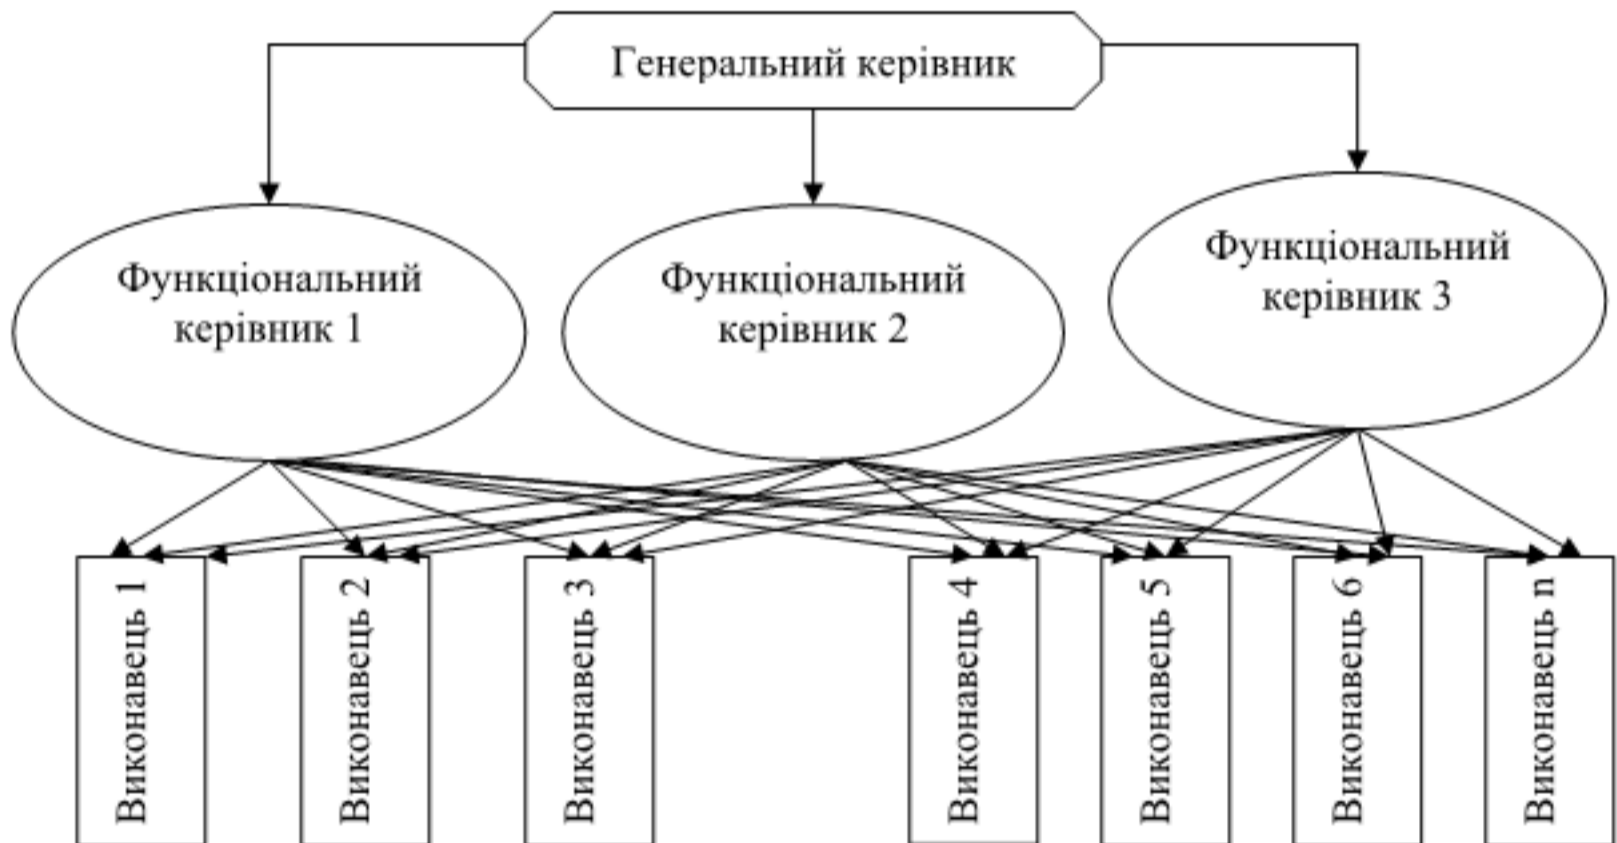 Генеральний керівник
Функціональний
керівник 1
Функціональний
керівник 2
Функціональний
керівник 3
Виконавець 1
Виконавець 2
Виконавець 3
Виконавець 4
Виконавець 5
Виконавець 6
Виконавець n